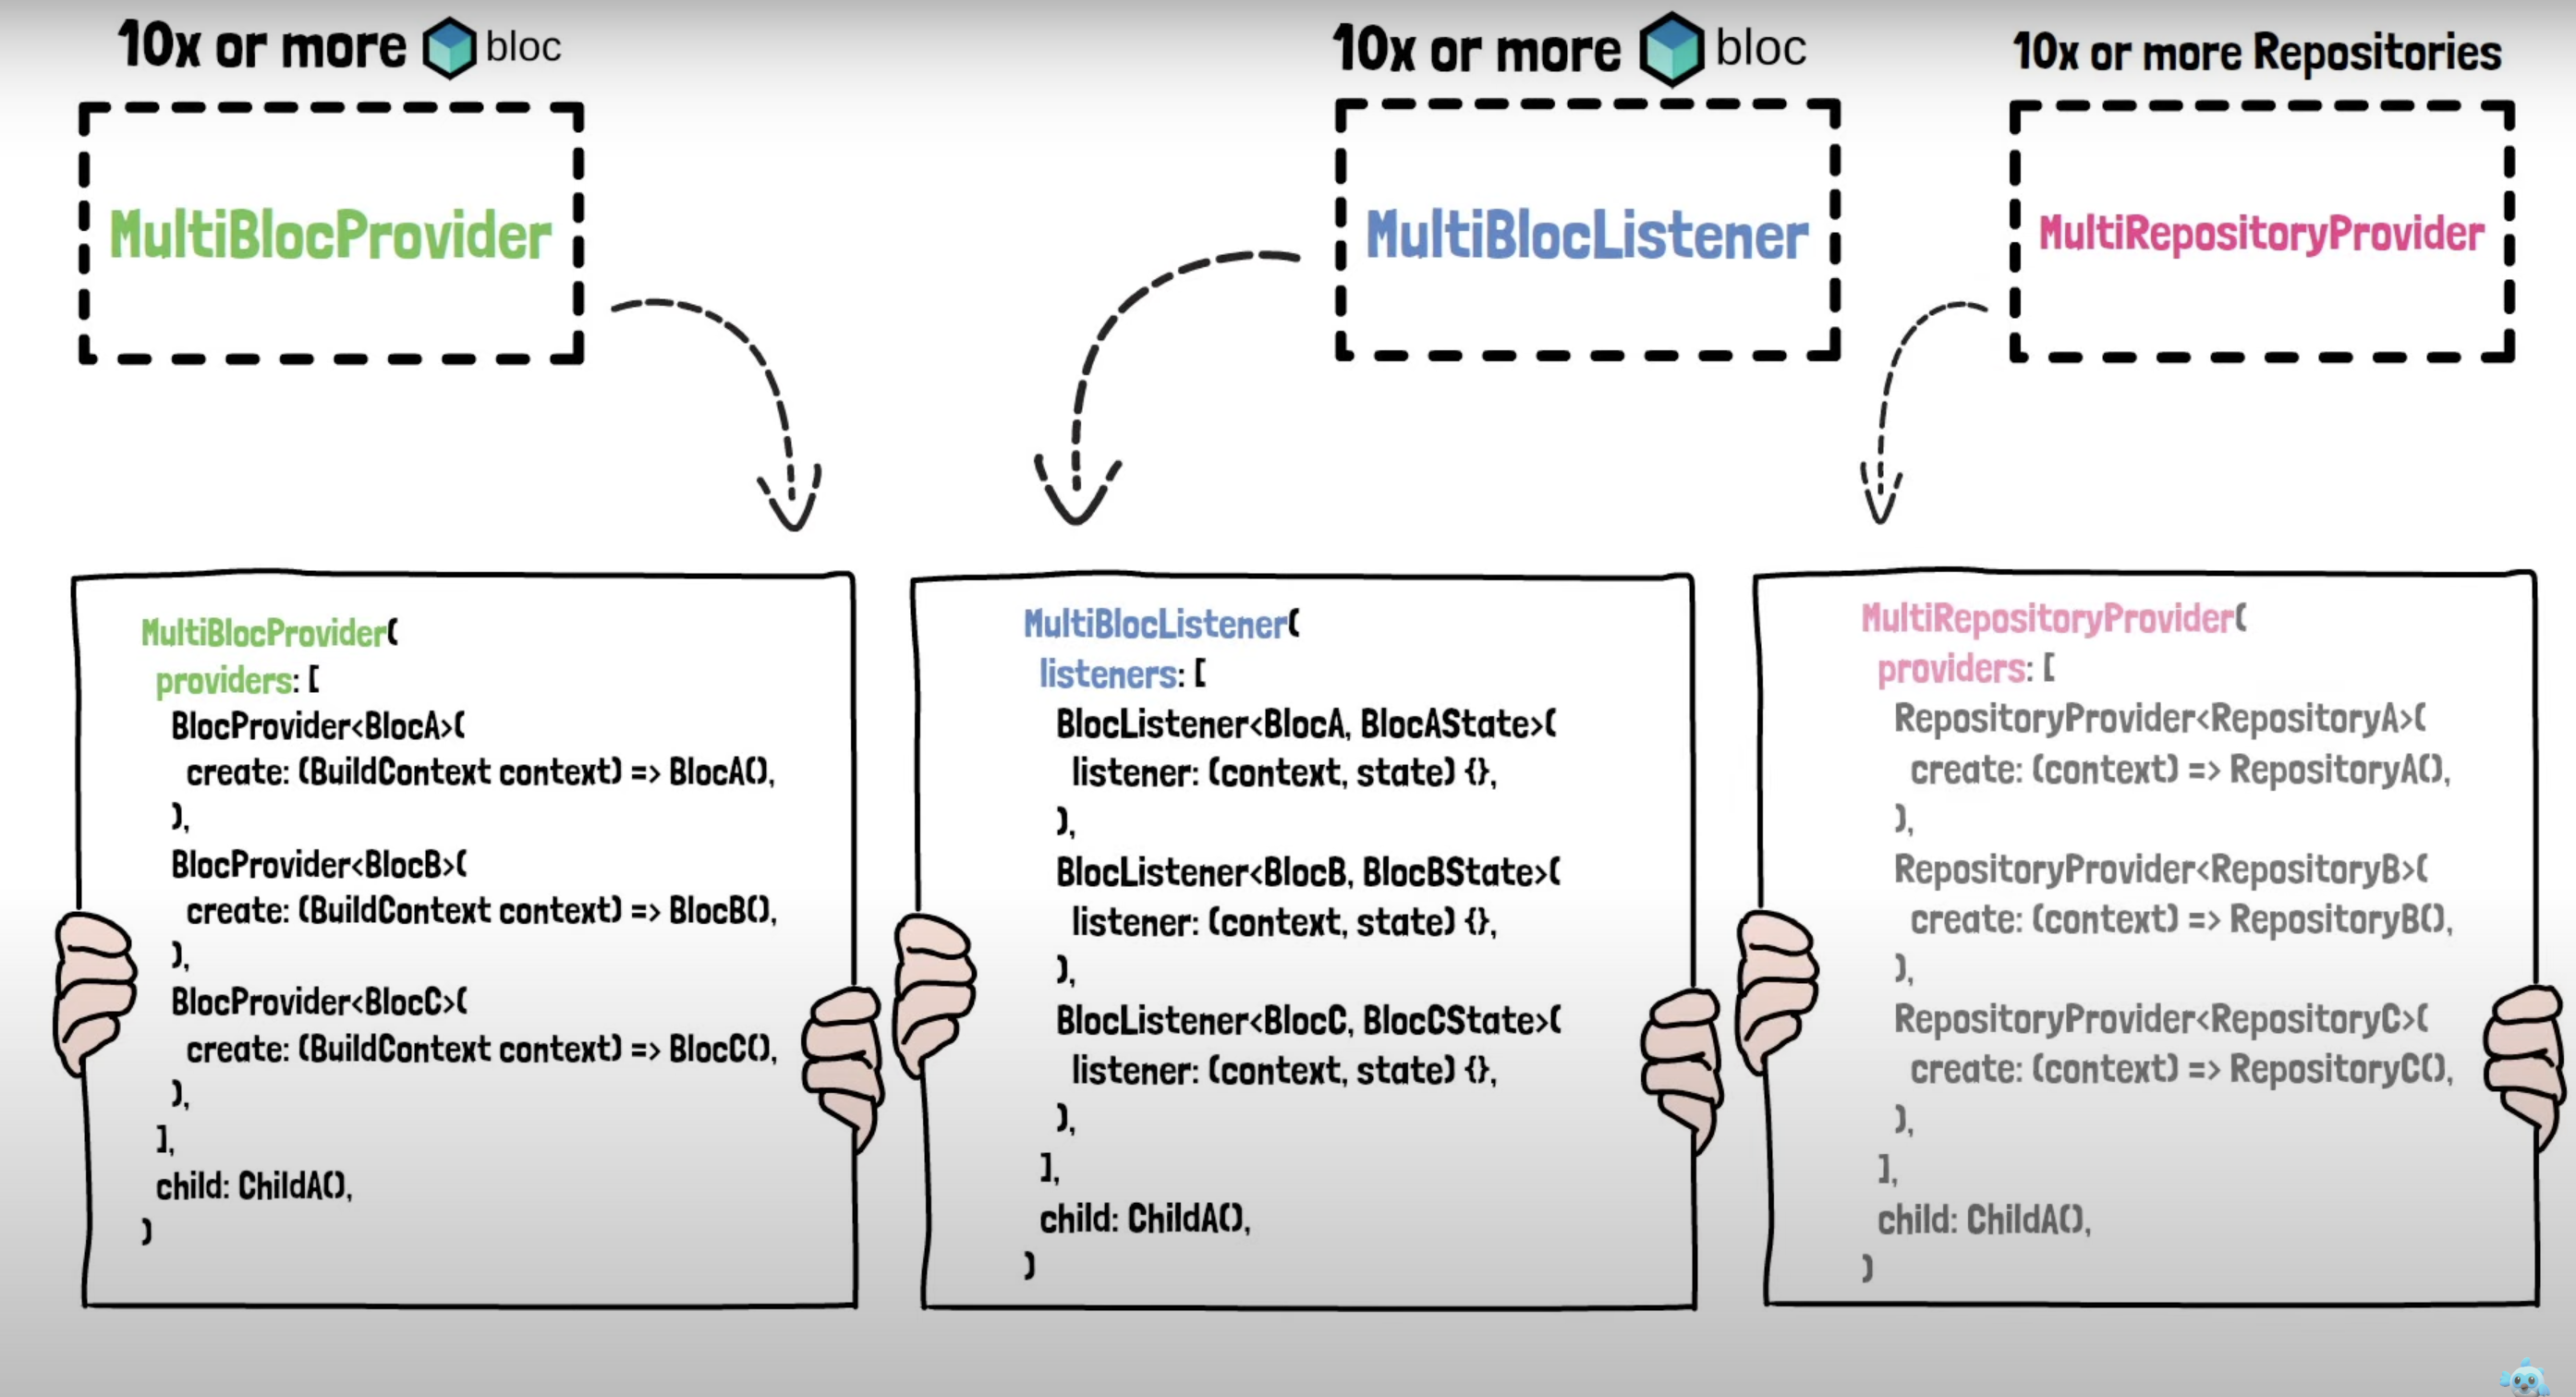 10x or more bloc
MultiBlocProvider
10x or more bloc
MultiBlocListener
10x or more Repositories
MultiRepositoryProvider
MultiBlocProvider(
providers: [
BlocProvider<BlocA>(
create: (BuildContext context) => BlocA(),
),
BlocProvider<BlocB>(
create: (BuildContext context) => BlocB(),
),
BlocProvider<BlocC>(
create: (BuildContext context) => BlocC(),
),
],
child: ChildA(),
)
MultiBlocListener(
listeners: [
BlocListener<BlocA, BlocAState>(
listener: (context, state) {},
),
BlocListener<BlocB, BlocBState>(
listener: (context, state) {},
),
BlocListener<BlocC, BlocCState>(
listener: (context, state) {},
),
],
child: ChildA(),
)
MultiRepositoryProvider(
providers: [
RepositoryProvider<RepositoryA>(
create: (context) => RepositoryA(),
),
RepositoryProvider<RepositoryB>(
create: (context) => RepositoryB(),
),
RepositoryProvider<RepositoryC>(
create: (context) => RepositoryC(),
),
],
child: ChildA(),
)